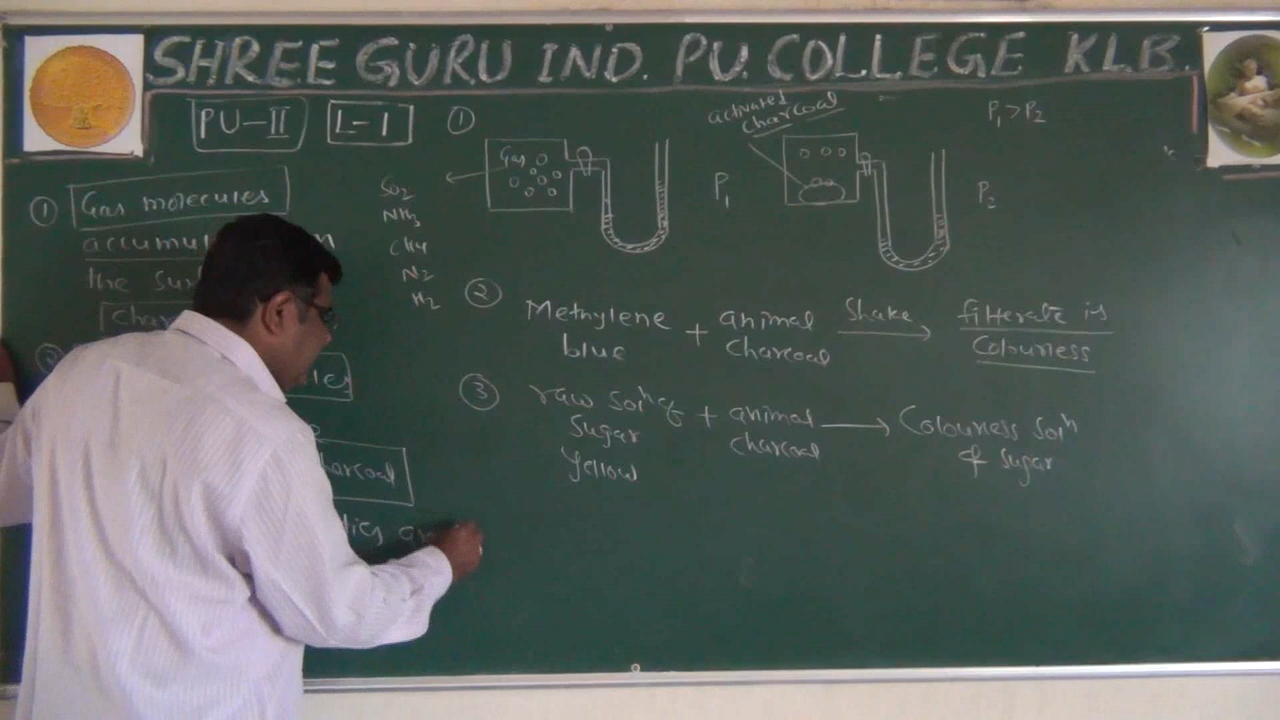 SHREE GURU IND. PU. COLLEGE KLB.
PU-II L-1
① Gas molecules
the
①
Gas
SO2
NH3
CH4
N2
H2
P1
activated
charcoal
P2
P1 > P2
②
Methylene blue + animal charcoal Shake → filterate is Colourless
③ raw soln of sugar yellow + animal charcoal → Colourless soln of sugar